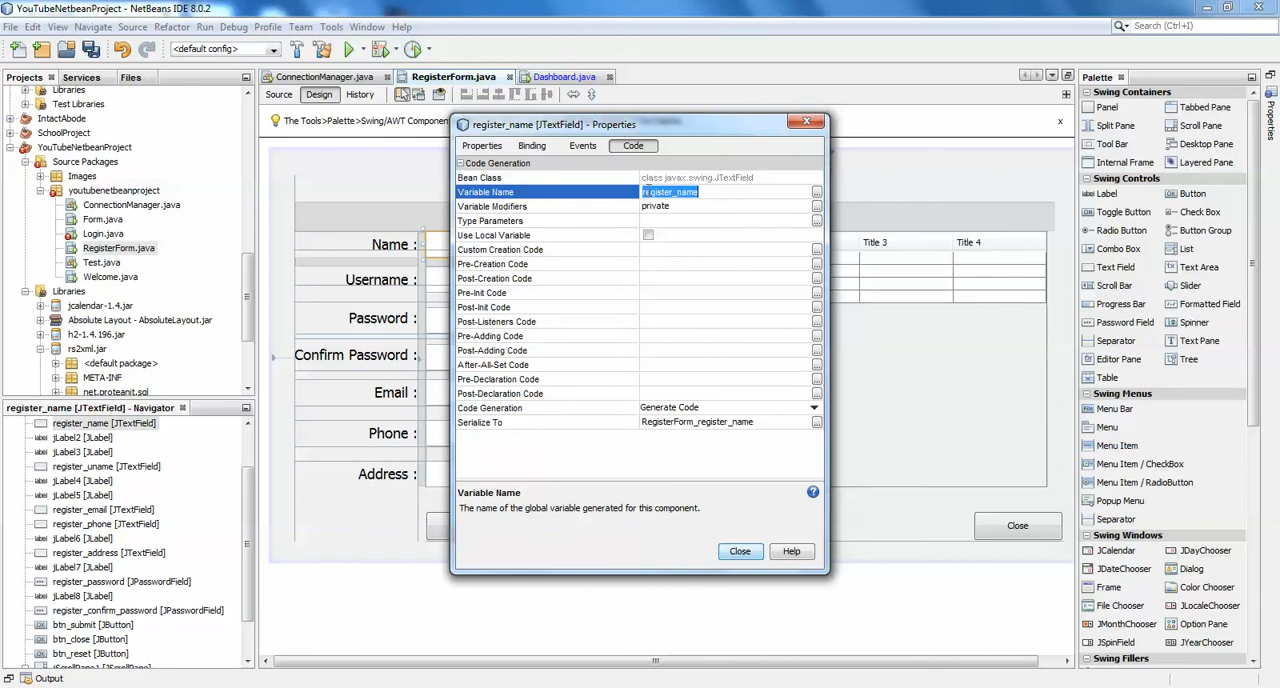 YouTubeNetbeanProject - NetBeans IDE 8.0.2
File Edit View Navigate Source Refactor Run Debug Profile Team Tools Window Help
Search (Ctrl+I)
<default config>
Projects Services Files
ConnectionManager.java RegisterForm.java Dashboard.java
Source Design History
The Tools>Palette>Swing/AWT Componen
Libraries
Test Libraries
IntactAbode
SchoolProject
YouTubeNetbeanProject
Source Packages
Images
youtubenetbeanproject
ConnectionManager.java
Form.java
Login.java
RegisterForm.java
Test.java
Welcome.java
Libraries
jcalendar-1.4.jar
Absolute Layout - AbsoluteLayout.jar
h2-1.4.196.jar
rs2xml.jar
<default package>
META-INF
net.proteanit.sql
register_name [JTextField] - Navigator
register_name [JTextField]
jLabel2 [JLabel]
jLabel3 [JLabel]
register_uname [JTextField]
jLabel4 [JLabel]
jLabel5 [JLabel]
register_email [JTextField]
register_phone [JTextField]
jLabel6 [JLabel]
register_address [JTextField]
jLabel7 [JLabel]
register_password [JPasswordField]
jLabel8 [JLabel]
register_confirm_password [JPasswordField]
btn_submit [JButton]
btn_close [JButton]
btn_reset [JButton]
jScrollPane1 [JScrollPane]
Output
Name :
Username :
Password :
Confirm Password :
Email :
Phone :
Address :
Title 3 Title 4
Close
register_name [JTextField] - Properties
Properties Binding Events Code
Code Generation
Bean Class class javax.swing.JTextField
Variable Name register_name
Variable Modifiers private
Type Parameters
Use Local Variable
Custom Creation Code
Pre-Creation Code
Post-Creation Code
Pre-Init Code
Post-Init Code
Post-Listeners Code
Pre-Adding Code
Post-Adding Code
After-All-Set Code
Pre-Declaration Code
Post-Declaration Code
Code Generation Generate Code
Serialize To RegisterForm_register_name
Variable Name
The name of the global variable generated for this component.
Close Help
Palette
Swing Containers
Panel Tabbed Pane
Split Pane Scroll Pane
Tool Bar Desktop Pane
Internal Frame Layered Pane
Swing Controls
Label Button
Toggle Button Check Box
Radio Button Button Group
Combo Box List
Text Field Text Area
Scroll Bar Slider
Progress Bar Formatted Field
Password Field Spinner
Separator Text Pane
Editor Pane Tree
Table
Swing Menus
Menu Bar
Menu
Menu Item
Menu Item / CheckBox
Menu Item / RadioButton
Popup Menu
Separator
Swing Windows
JCalendar JDayChooser
JDateChooser Dialog
Frame Color Chooser
File Chooser JLocaleChooser
JMonthChooser Option Pane
JSpinField JYearChooser
Swing Fillers
Properties